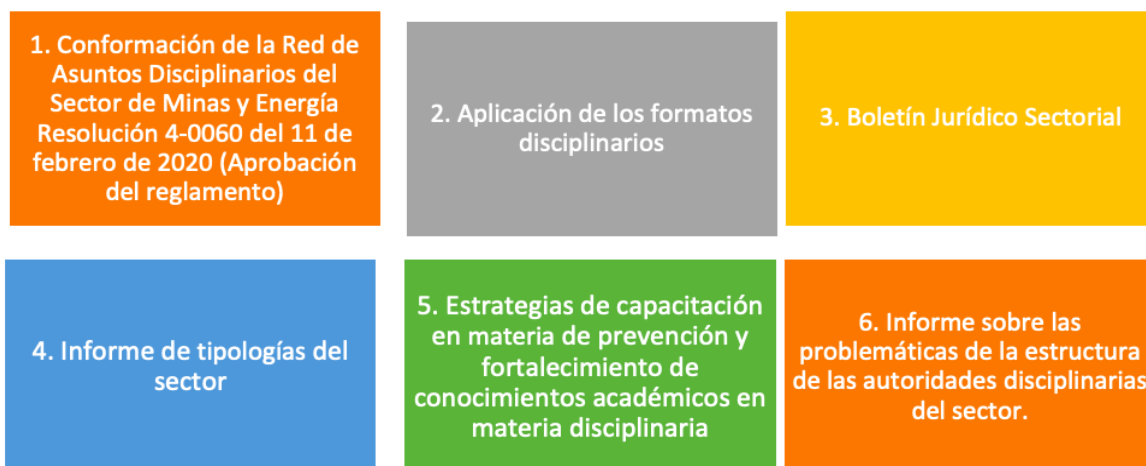 1. Conformación de la Red de
Asuntos Disciplinarios del
Sector de Minas y Energía
Resolución 4-0060 del 11 de
febrero de 2020 (Aprobación
del reglamento)
2. Aplicación de los formatos
disciplinarios
3. Boletín Jurídico Sectorial
4. Informe de tipologías del
sector
5. Estrategias de capacitación
en materia de prevención y
fortalecimiento de
conocimientos académicos en
materia disciplinaria
6. Informe sobre las
problemáticas de la estructura
de las autoridades disciplinarias
del sector.